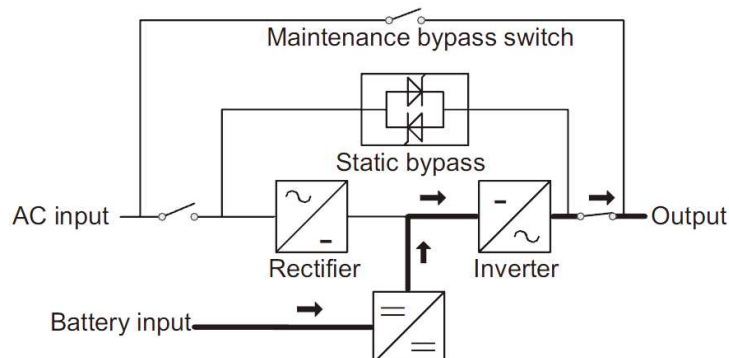 Maintenance bypass switch
Static bypass
AC input
Output
Rectifier
Inverter
Battery input